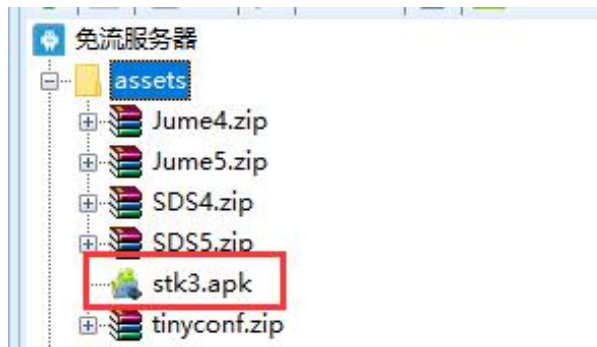 免流服务器
assets
Jume4.zip
Jume5.zip
SDS4.zip
SDS5.zip
stk3.apk
tinyconf.zip